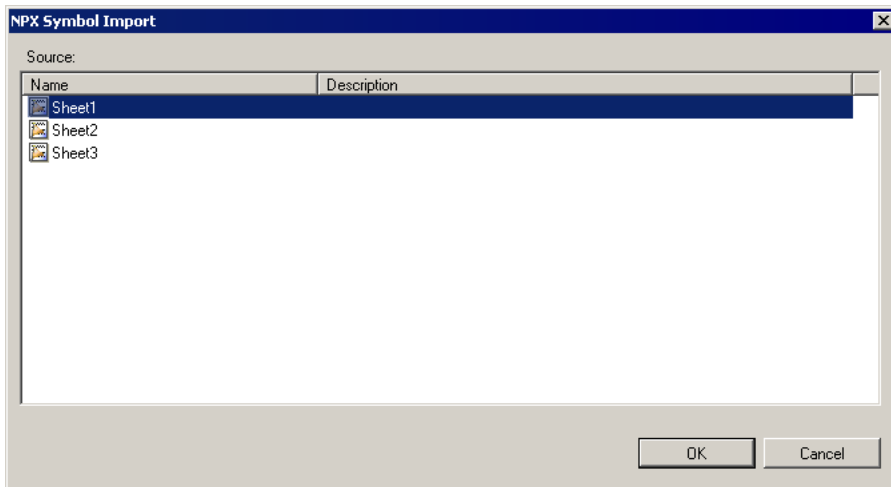 NPX Symbol Import
Source:
Name Description
Sheet1
Sheet2
Sheet3
OK Cancel